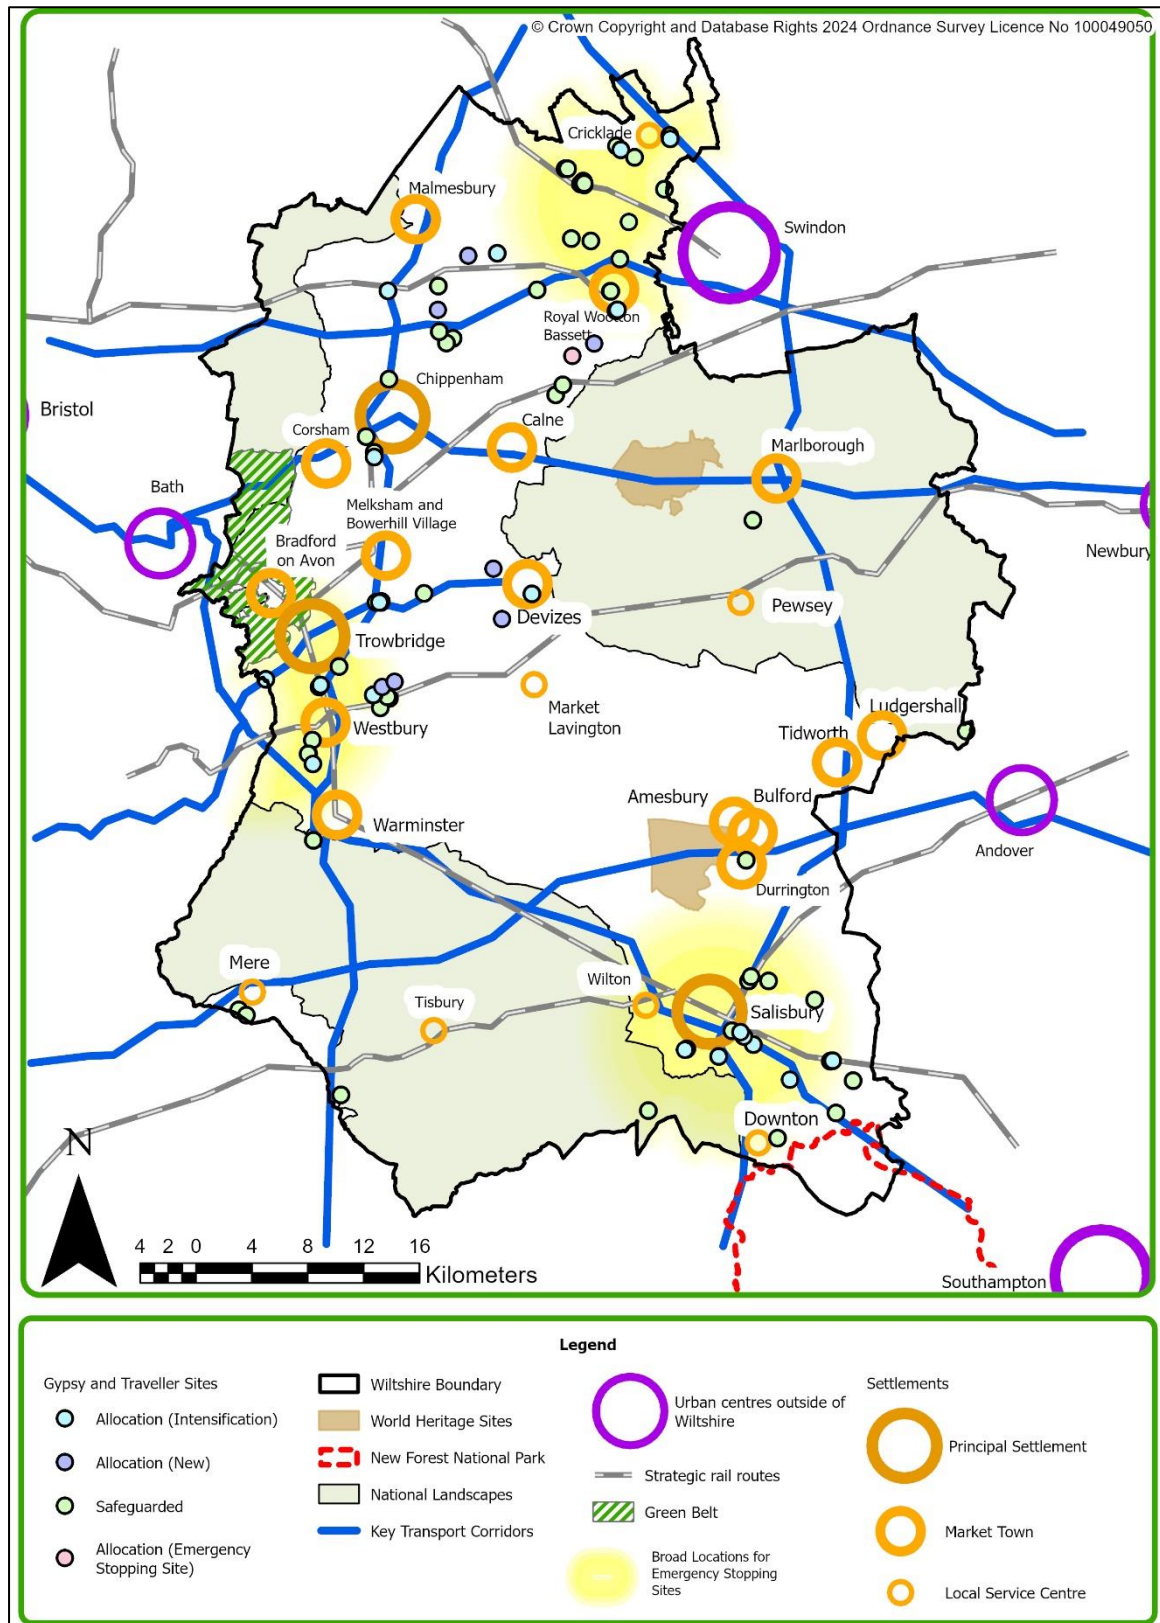 © Crown Copyright and Database Rights 2024 Ordnance Survey Licence No 100049050
Cricklade
Malmesbury
Swindon
Royal Wootton
Bassett
Chippenham
Bristol
Corsham
Calne
Marlborough
Bath
Melksham and
Bowerhill Village
Bradford
on Avon
Newbury
Pewsey
Devizes
Trowbridge
Market
Lavington
Ludgershall
Westbury
Tidworth
Amesbury
Bulford
Warminster
Andover
Durrington
Mere
Wilton
Tisbury
Salisbury
Downton
N
4 2 0 4 8 12 16
Kilometers
Southampton
Legend
Gypsy and Traveller Sites
Allocation (Intensification)
Allocation (New)
Safeguarded
Allocation (Emergency
Stopping Site)
Wiltshire Boundary
World Heritage Sites
New Forest National Park
National Landscapes
Key Transport Corridors
Urban centres outside of
Wiltshire
Strategic rail routes
Green Belt
Broad Locations for
Emergency Stopping
Sites
Settlements
Principal Settlement
Market Town
Local Service Centre